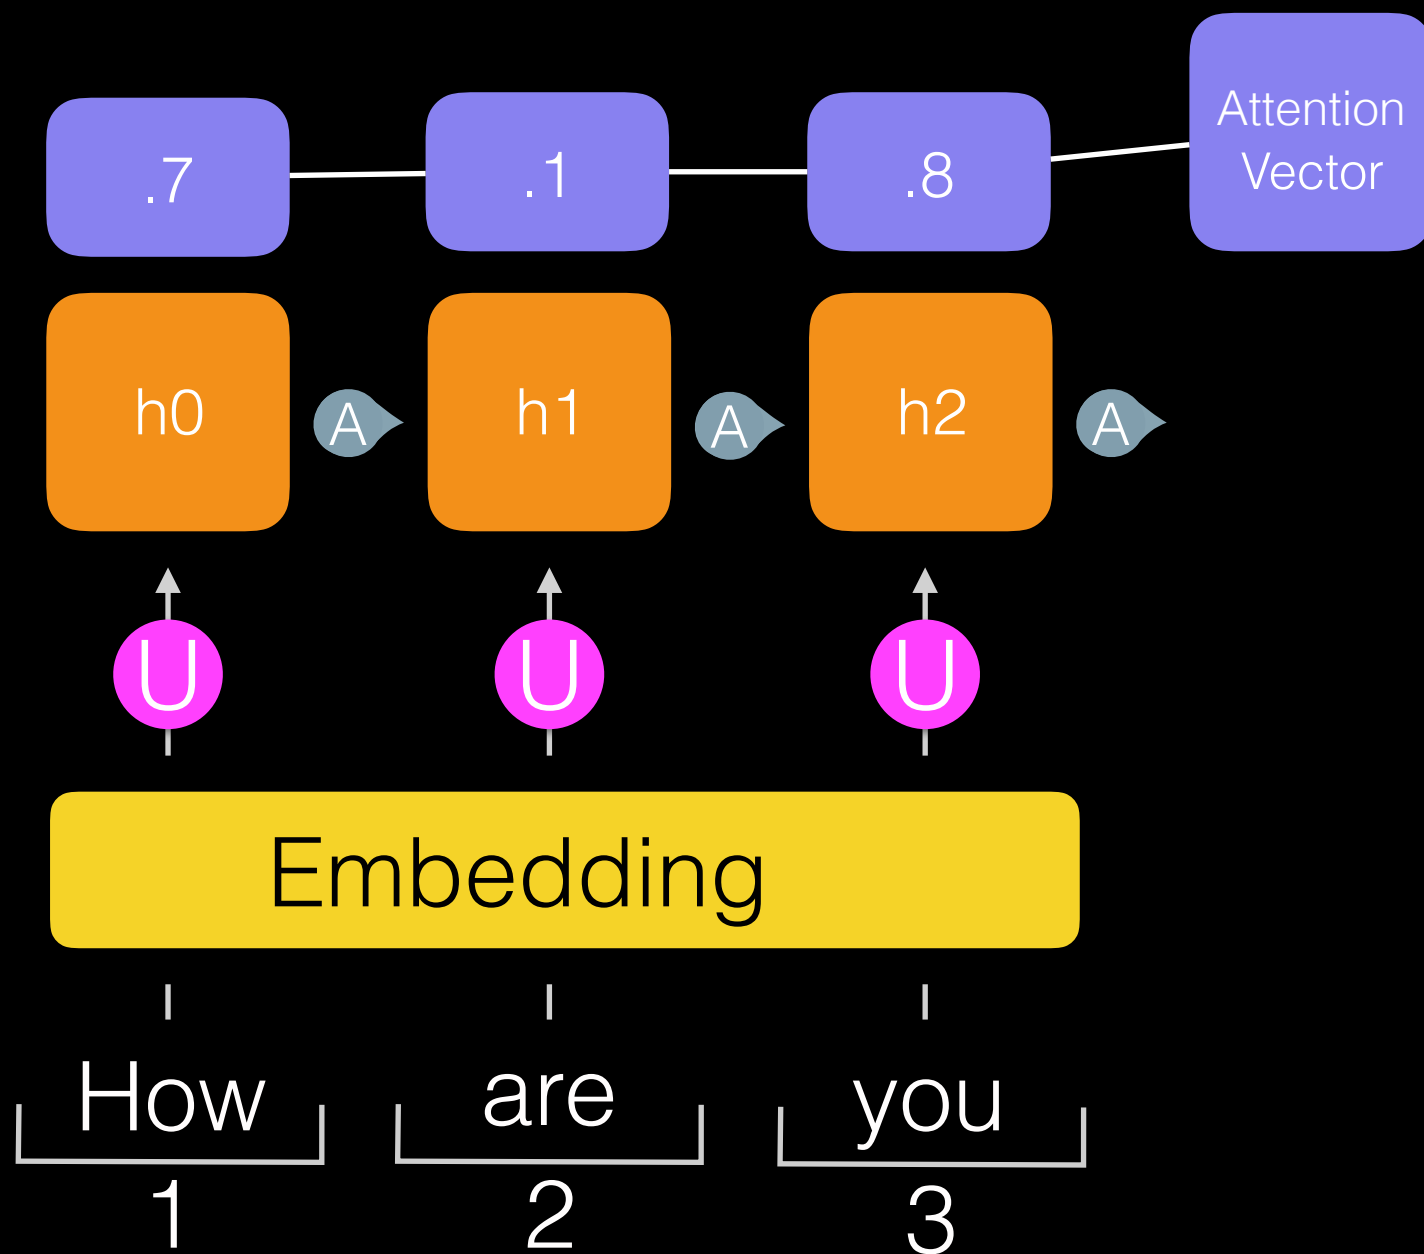 .7 .1 .8 Attention
Vector
h0 A h1 A h2 A
U U U
Embedding
How are you
1 2 3